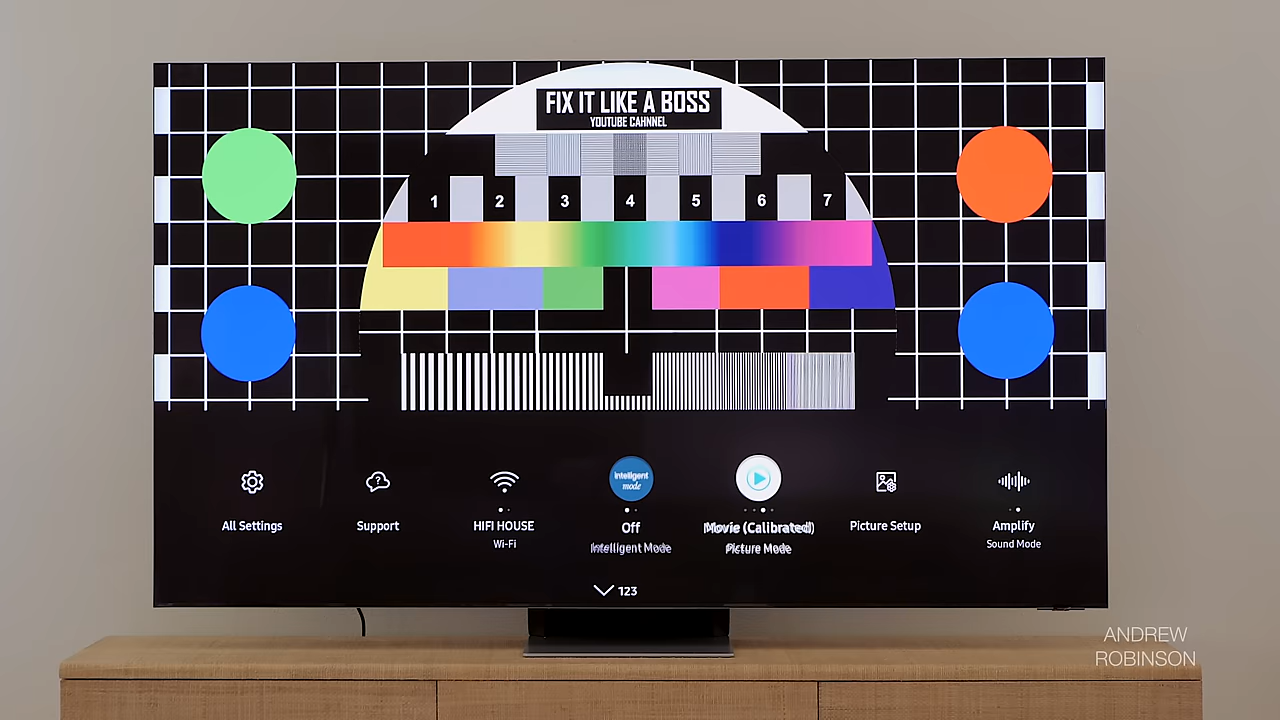 FIX IT LIKE A BOSS
YOUTUBE CAHNNEL
1 2 3 4 5 6 7
intelligent
mode
All Settings
Support
HIFI HOUSE
Wi-Fi
Off
Intelligent Mode
Movie (Calibrated)
Picture Mode
Picture Setup
Amplify
Sound Mode
123
ANDREW
ROBINSON